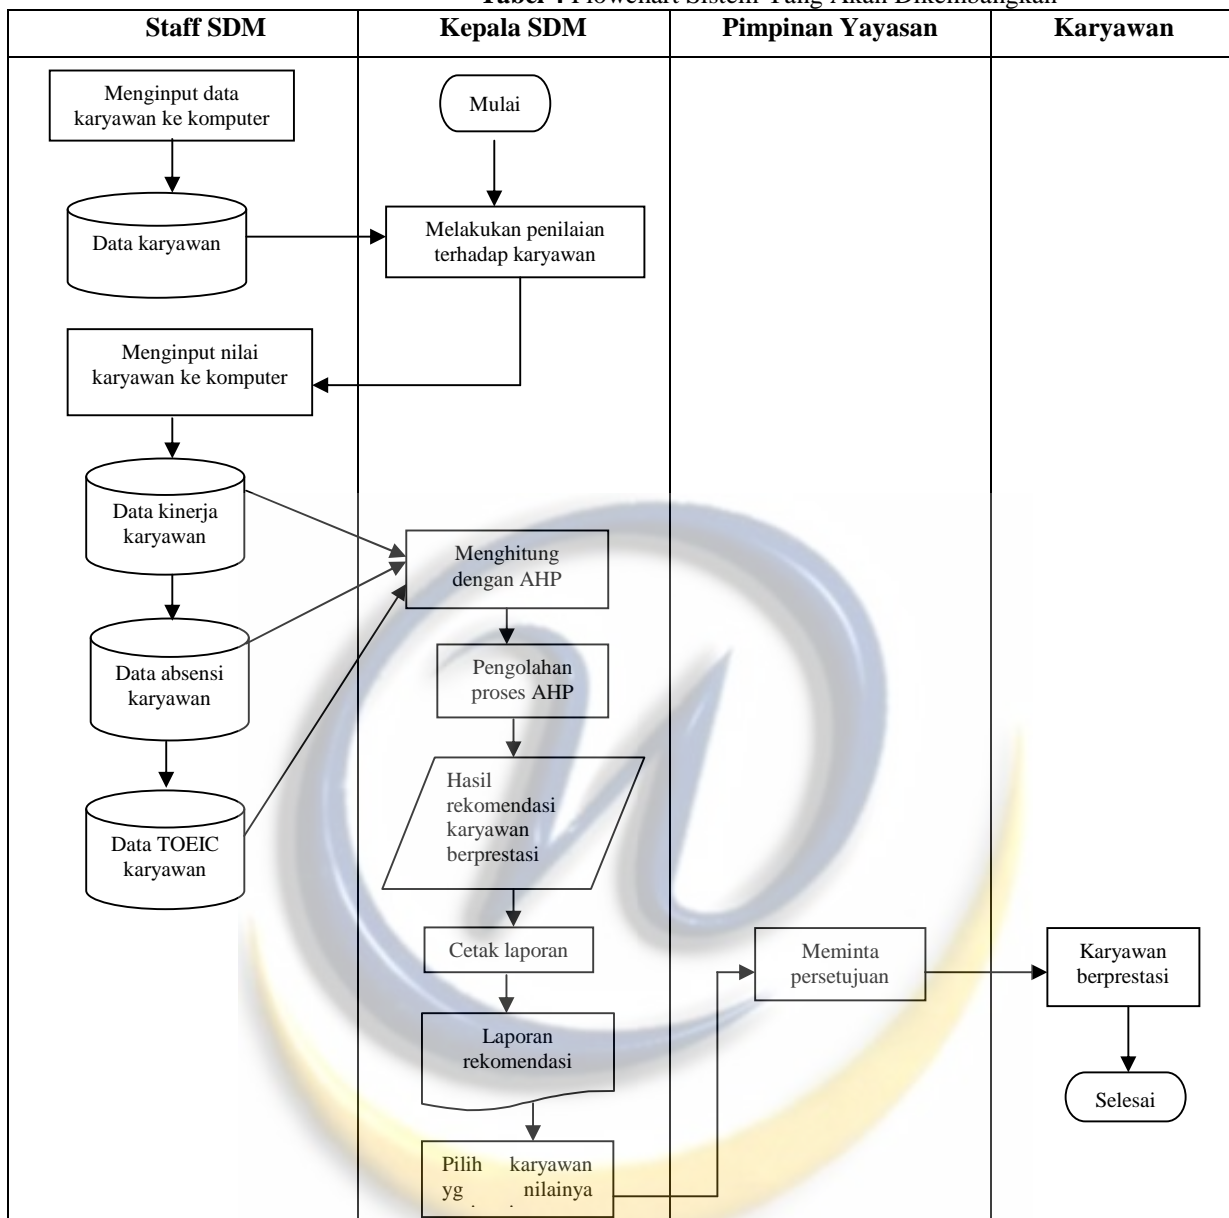 Tabel 4 Flowchart Sistem Yang Akan Dikembangkan
Staff SDM
Kepala SDM
Pimpinan Yayasan
Karyawan
Menginput data
karyawan ke komputer
Mulai
Data karyawan
Melakukan penilaian
terhadap karyawan
Menginput nilai
karyawan ke komputer
Data kinerja
karyawan
Menghitung
dengan AHP
Data absensi
karyawan
Pengolahan
proses AHP
Hasil
rekomendasi
karyawan
berprestasi
Data TOEIC
karyawan
Cetak laporan
Meminta
persetujuan
Karyawan
berprestasi
Laporan
rekomendasi
Selesai
Pilih karyawan
yg nilainya